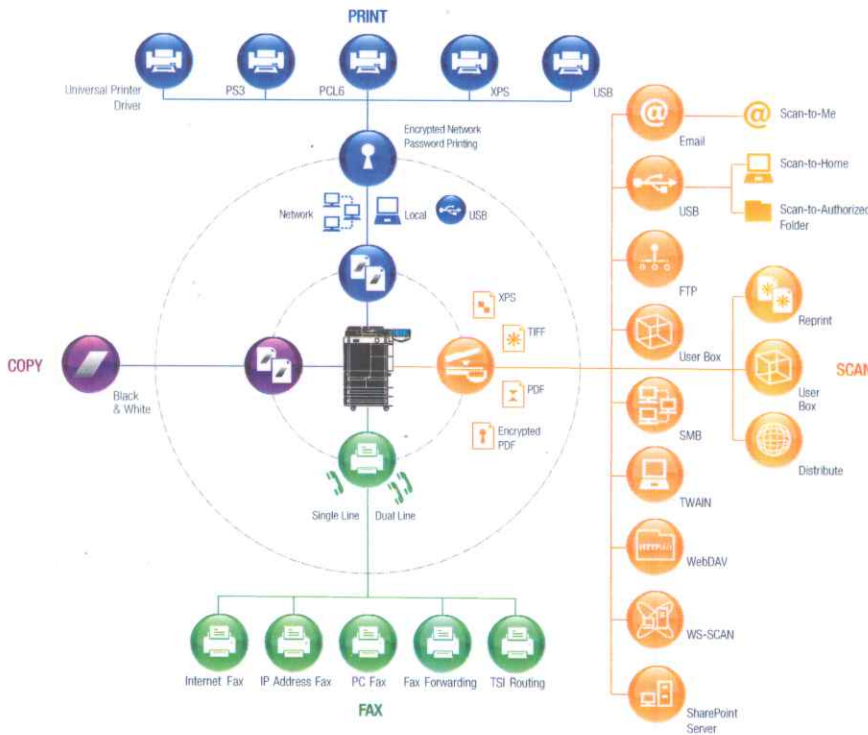 PRINT
Universal Printer
Driver
PS3
PCL6
XPS
USB
Encrypted Network
Password Printing
Network
Local
USB
Email
Scan-to-Me
USB
Scan-to-Home
Scan-to-Authorized
Folder
FTP
XPS
TIFF
User Box
Reprint
COPY
Black
& White
SCAN
PDF
User
Box
Encrypted
PDF
SMB
Distribute
Single Line
Dual Line
TWAIN
WebDAV
WS-SCAN
Internet Fax
IP Address Fax
PC Fax
Fax Forwarding
TSI Routing
FAX
SharePoint
Server